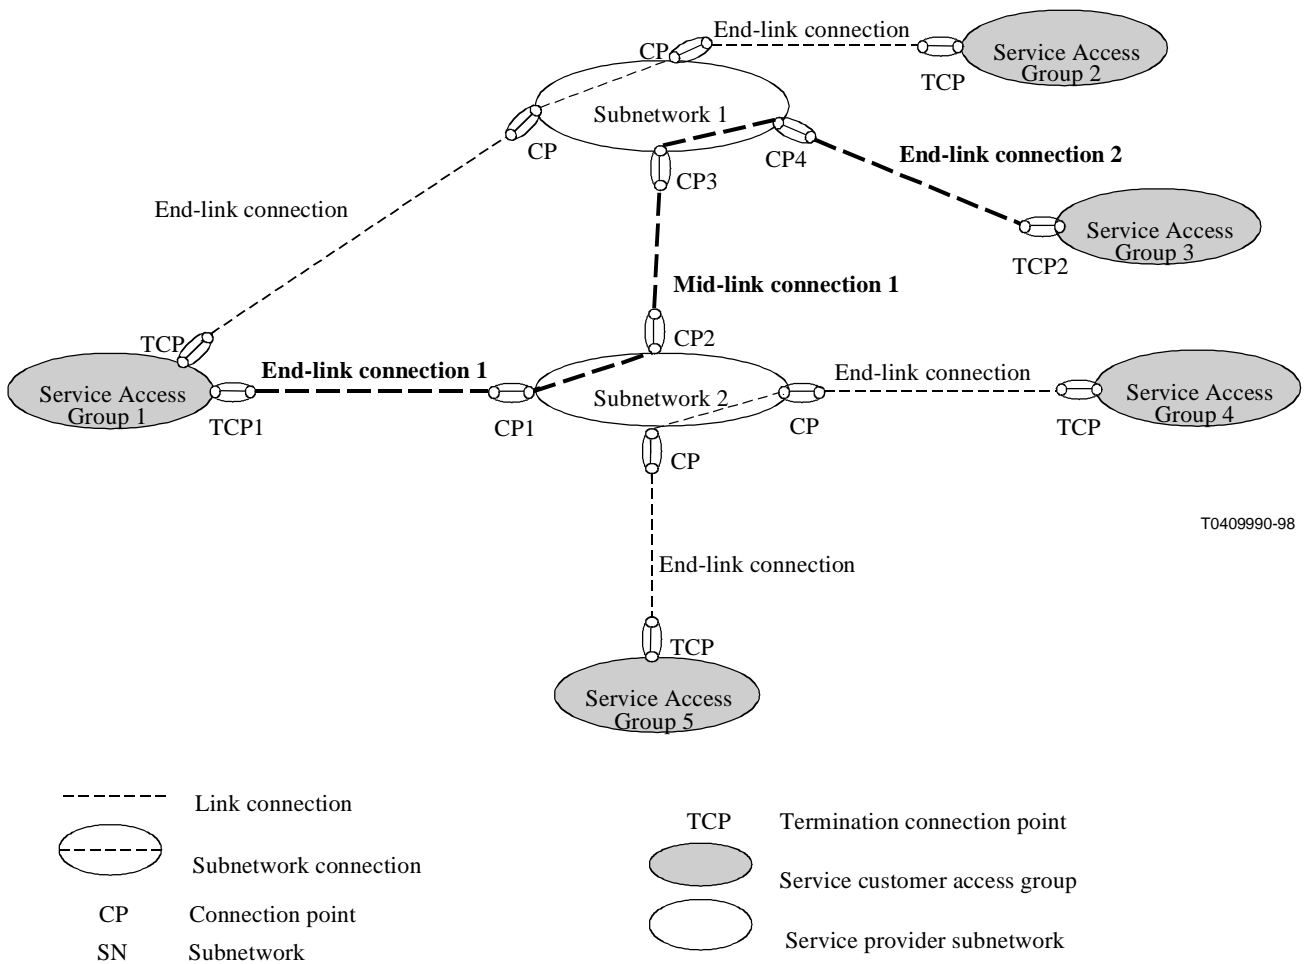 End-link connection
CP
Service Access
Group 2
TCP
Subnetwork 1
CP
CP4
End-link connection 2
CP3
End-link connection
Service Access
Group 3
TCP2
Mid-link connection 1
TCP
CP2
End-link connection 1
End-link connection
Service Access
Group 1
Subnetwork 2
Service Access
Group 4
TCP1
CP1
CP
TCP
CP
T0409990-98
End-link connection
TCP
Service Access
Group 5
Link connection
TCP Termination connection point
Subnetwork connection
Service customer access group
CP Connection point
Service provider subnetwork
SN Subnetwork